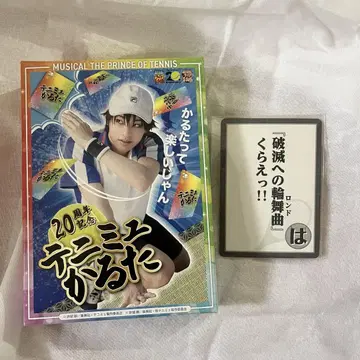 MUSICAL THE PRINCE OF TENNIS
かるたって
楽しいじゃん
20周年
記念
テニミュ
かるた
『破滅への輪舞曲』
ロンド
くらえっ!!
は